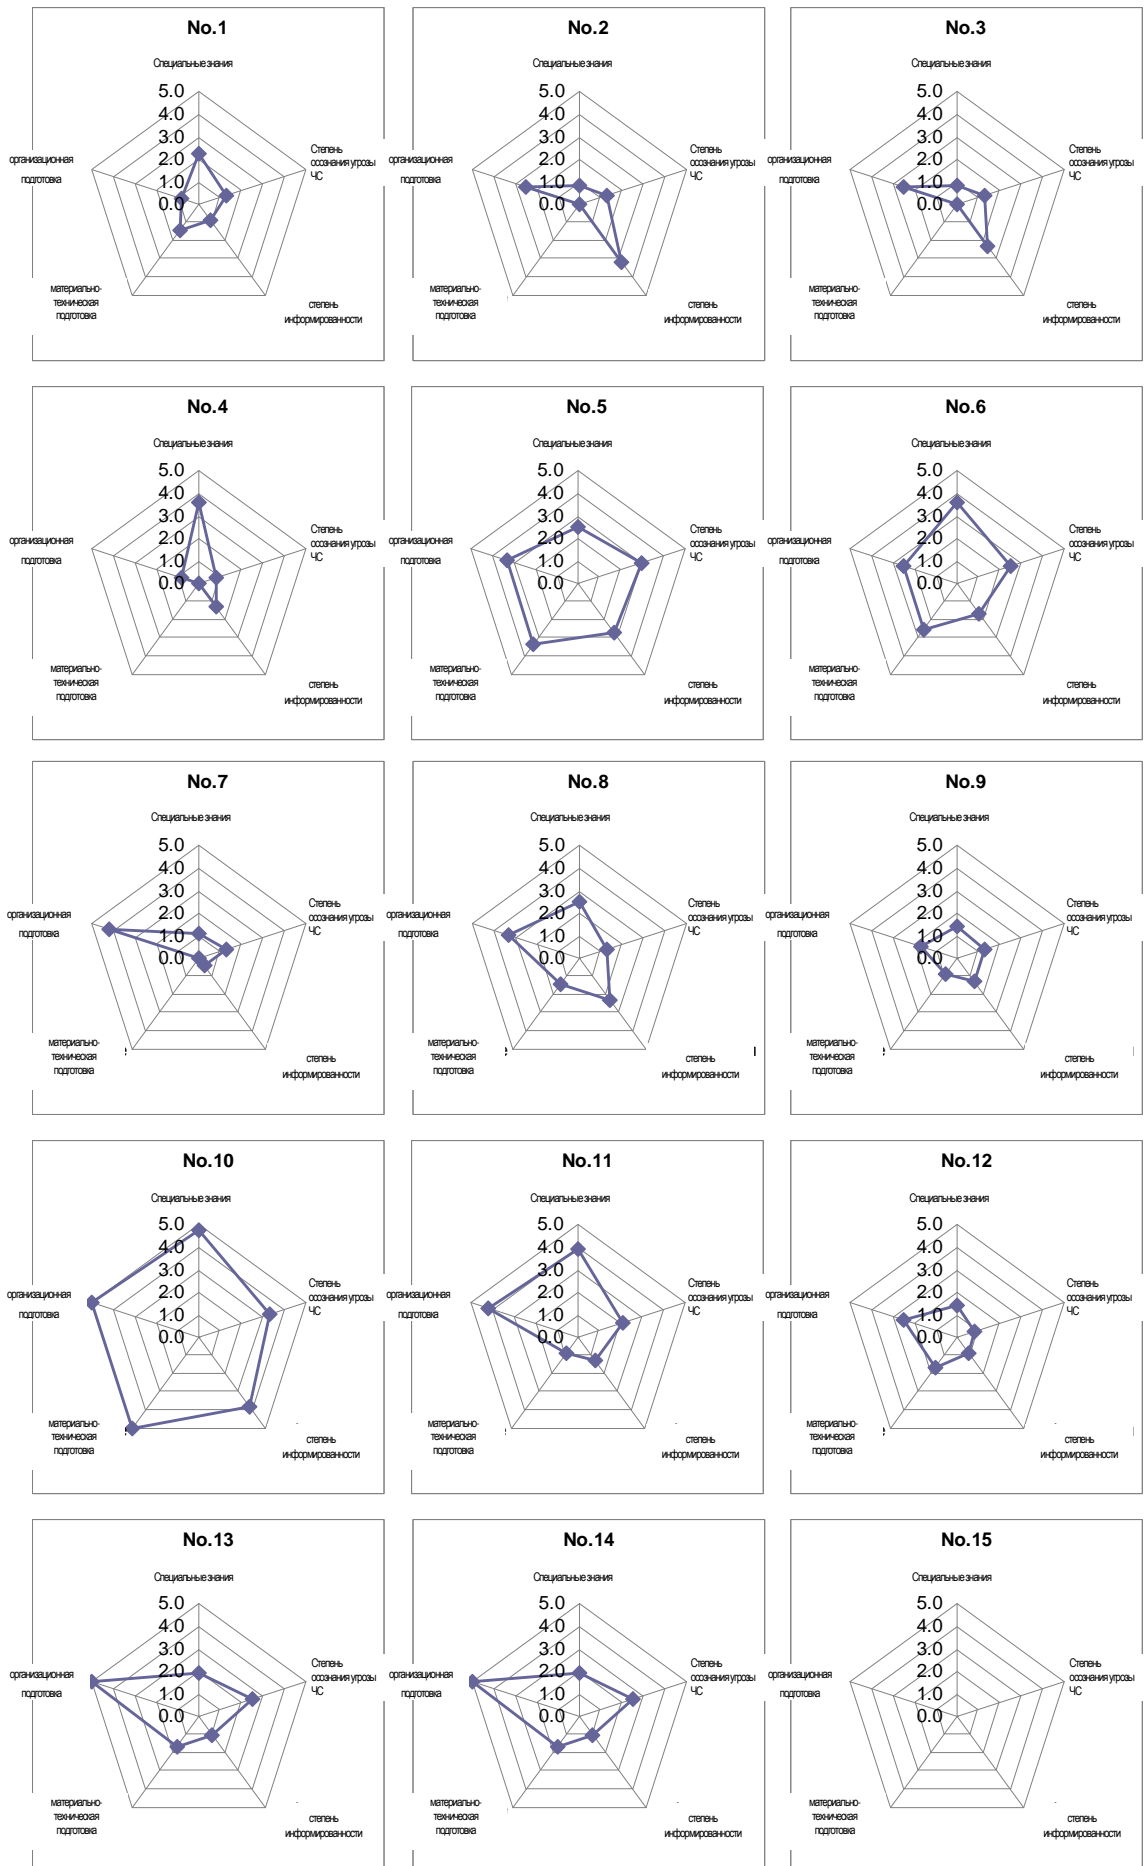 No.1
Специальные знания
5.0
4.0
3.0
2.0
1.0
0.0
Степень
осознания угрозы
ЧС
степень
информированности
материально-
техническая
подготовка
организационная
подготовка
No.2
Специальные знания
5.0
4.0
3.0
2.0
1.0
0.0
Степень
осознания угрозы
ЧС
степень
информированности
материально-
техническая
подготовка
организационная
подготовка
No.3
Специальные знания
5.0
4.0
3.0
2.0
1.0
0.0
Степень
осознания угрозы
ЧС
степень
информированности
материально-
техническая
подготовка
организационная
подготовка
No.4
Специальные знания
5.0
4.0
3.0
2.0
1.0
0.0
Степень
осознания угрозы
ЧС
степень
информированности
материально-
техническая
подготовка
организационная
подготовка
No.5
Специальные знания
5.0
4.0
3.0
2.0
1.0
0.0
Степень
осознания угрозы
ЧС
степень
информированности
материально-
техническая
подготовка
организационная
подготовка
No.6
Специальные знания
5.0
4.0
3.0
2.0
1.0
0.0
Степень
осознания угрозы
ЧС
степень
информированности
материально-
техническая
подготовка
организационная
подготовка
No.7
Специальные знания
5.0
4.0
3.0
2.0
1.0
0.0
Степень
осознания угрозы
ЧС
степень
информированности
материально-
техническая
подготовка
организационная
подготовка
No.8
Специальные знания
5.0
4.0
3.0
2.0
1.0
0.0
Степень
осознания угрозы
ЧС
степень
информированности
материально-
техническая
подготовка
организационная
подготовка
No.9
Специальные знания
5.0
4.0
3.0
2.0
1.0
0.0
Степень
осознания угрозы
ЧС
степень
информированности
материально-
техническая
подготовка
организационная
подготовка
No.10
Специальные знания
5.0
4.0
3.0
2.0
1.0
0.0
Степень
осознания угрозы
ЧС
степень
информированности
материально-
техническая
подготовка
организационная
подготовка
No.11
Специальные знания
5.0
4.0
3.0
2.0
1.0
0.0
Степень
осознания угрозы
ЧС
степень
информированности
материально-
техническая
подготовка
организационная
подготовка
No.12
Специальные знания
5.0
4.0
3.0
2.0
1.0
0.0
Степень
осознания угрозы
ЧС
степень
информированности
материально-
техническая
подготовка
организационная
подготовка
No.13
Специальные знания
5.0
4.0
3.0
2.0
1.0
0.0
Степень
осознания угрозы
ЧС
степень
информированности
материально-
техническая
подготовка
организационная
подготовка
No.14
Специальные знания
5.0
4.0
3.0
2.0
1.0
0.0
Степень
осознания угрозы
ЧС
степень
информированности
материально-
техническая
подготовка
организационная
подготовка
No.15
Специальные знания
5.0
4.0
3.0
2.0
1.0
0.0
Степень
осознания угрозы
ЧС
степень
информированности
материально-
техническая
подготовка
организационная
подготовка